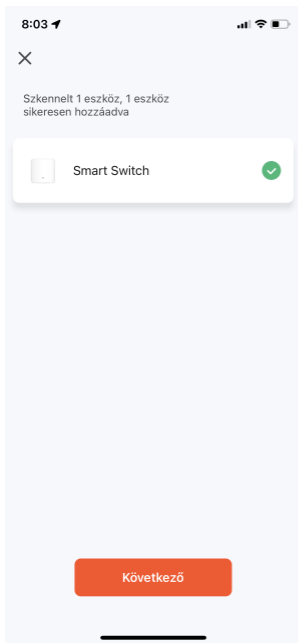 8:03
Szkennelt 1 eszköz, 1 eszköz
sikeresen hozzáadva
Smart Switch
Következő